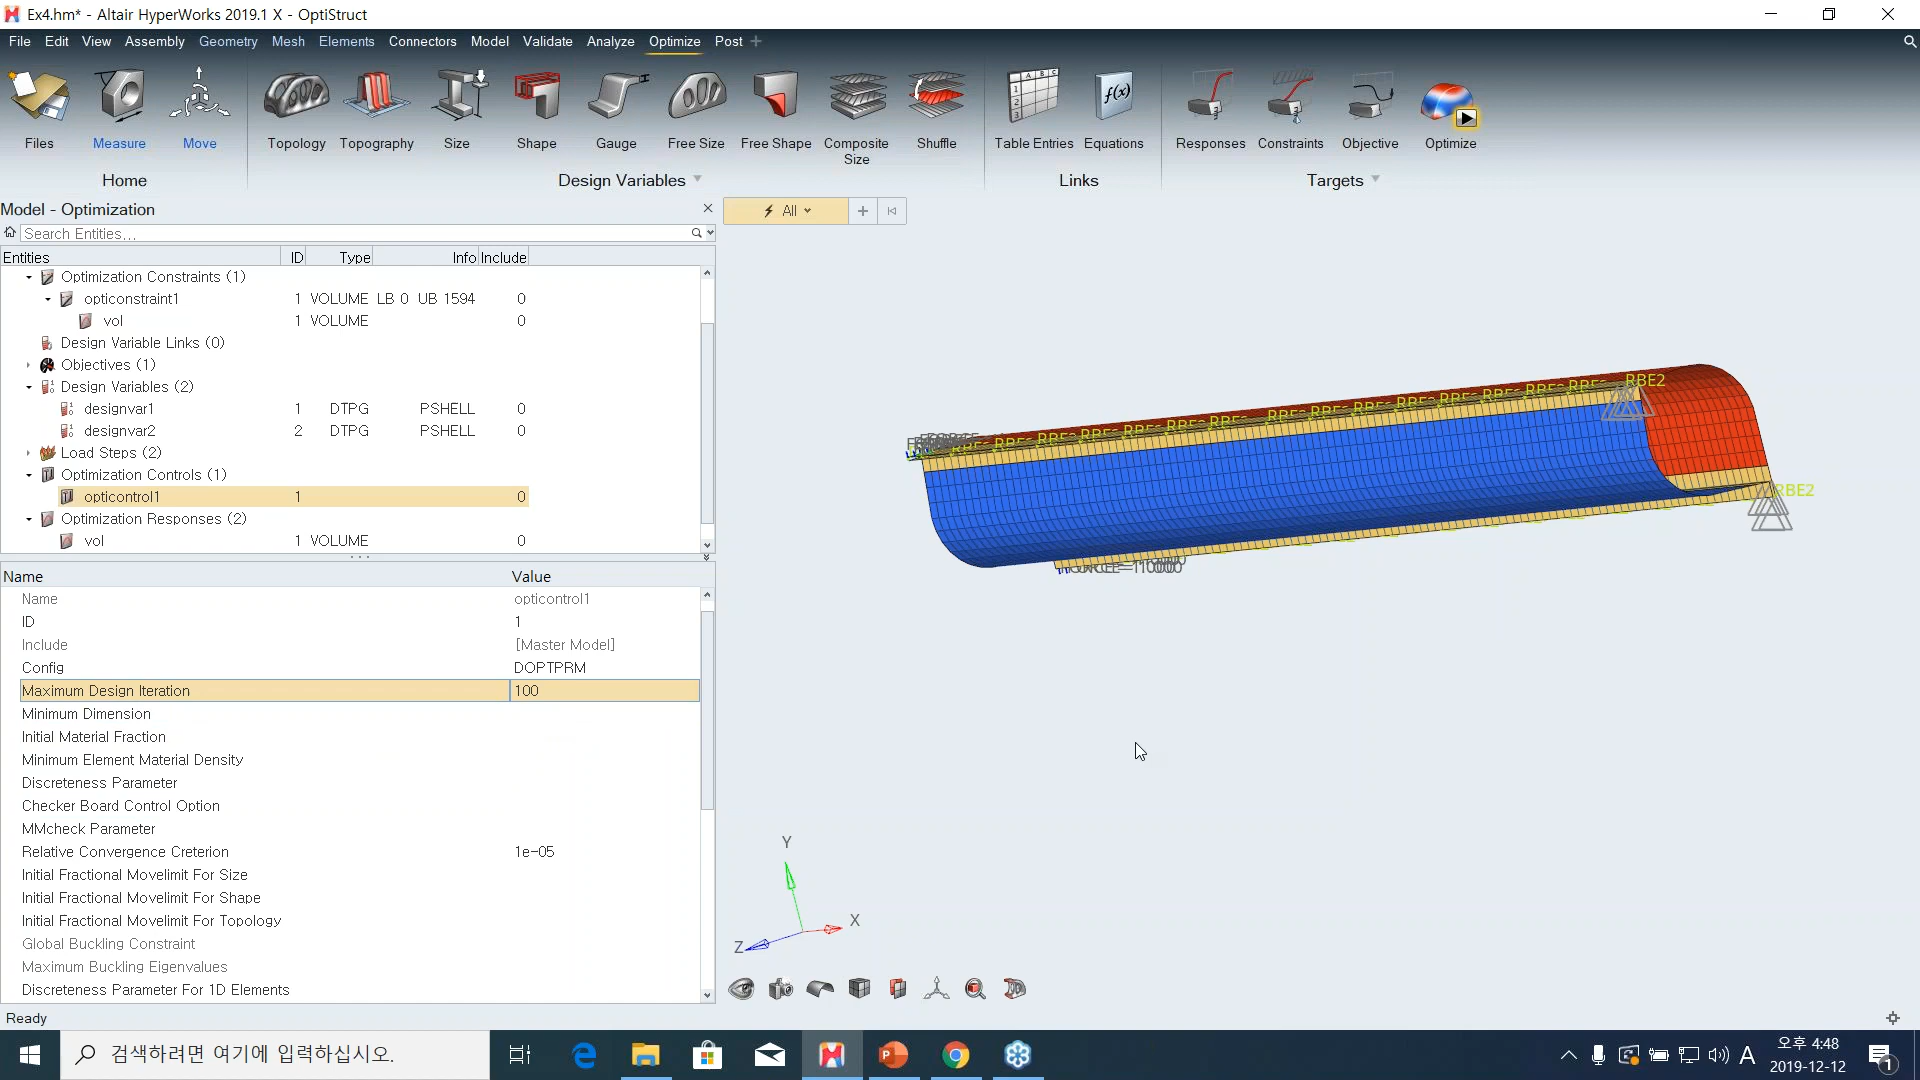 Ex4.hm* - Altair HyperWorks 2019.1 X - OptiStruct
File Edit View Assembly Geometry Mesh Elements Connectors Model Validate Analyze Optimize Post
Files Measure Move Topology Topography Size Shape Gauge Free Size Free Shape Composite Size Shuffle Table Entries Equations Responses Constraints Objective Optimize
Home Design Variables Links Targets
Model - Optimization
All
Search Entities...
Entities ID Type Info Include
Optimization Constraints (1)
opticonstraint1 1 VOLUME LB 0 UB 1594 0
vol 1 VOLUME 0
Design Variable Links (0)
Objectives (1)
Design Variables (2)
designvar1 1 DTPG PSHELL 0
designvar2 2 DTPG PSHELL 0
Load Steps (2)
Optimization Controls (1)
opticontrol1 1 0
Optimization Responses (2)
vol 1 VOLUME 0
Name Value
Name opticontrol1
ID 1
Include [Master Model]
Config DOPTPRM
Maximum Design Iteration 100
Minimum Dimension
Initial Material Fraction
Minimum Element Material Density
Discreteness Parameter
Checker Board Control Option
MMcheck Parameter
Relative Convergence Creterion 1e-05
Initial Fractional Movelimit For Size
Initial Fractional Movelimit For Shape
Initial Fractional Movelimit For Topology
Global Buckling Constraint
Maximum Buckling Eigenvalues
Discreteness Parameter For 1D Elements
RBE2
RBE2
Y
X
Z
Ready
검색하려면 여기에 입력하십시오.
A
오후 4:48
2019-12-12
1